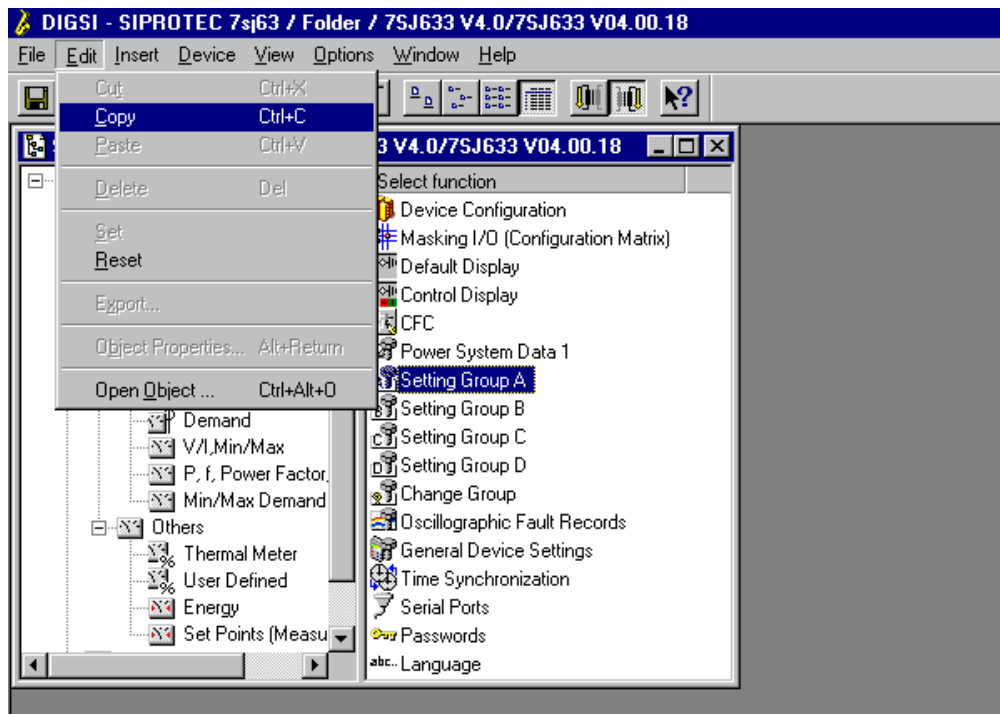 DIGSI - SIPROTEC 7sj63 / Folder / 7SJ633 V4.0/7SJ633 V04.00.18
File Edit Insert Device View Options Window Help
Cut Ctrl+X
Copy Ctrl+C
Paste Ctrl+V
Delete Del
Set
Reset
Export...
Object Properties... Alt+Return
Open Object ... Ctrl+Alt+O
Demand
V/I,Min/Max
P, f, Power Factor,
Min/Max Demand
Others
Thermal Meter
User Defined
Energy
Set Points (Measu
3 V4.0/7SJ633 V04.00.18
Select function
Device Configuration
Masking I/O (Configuration Matrix)
Default Display
Control Display
CFC
Power System Data 1
Setting Group A
B Setting Group B
C Setting Group C
D Setting Group D
Change Group
Oscillographic Fault Records
General Device Settings
Time Synchronization
Serial Ports
Passwords
abc.. Language